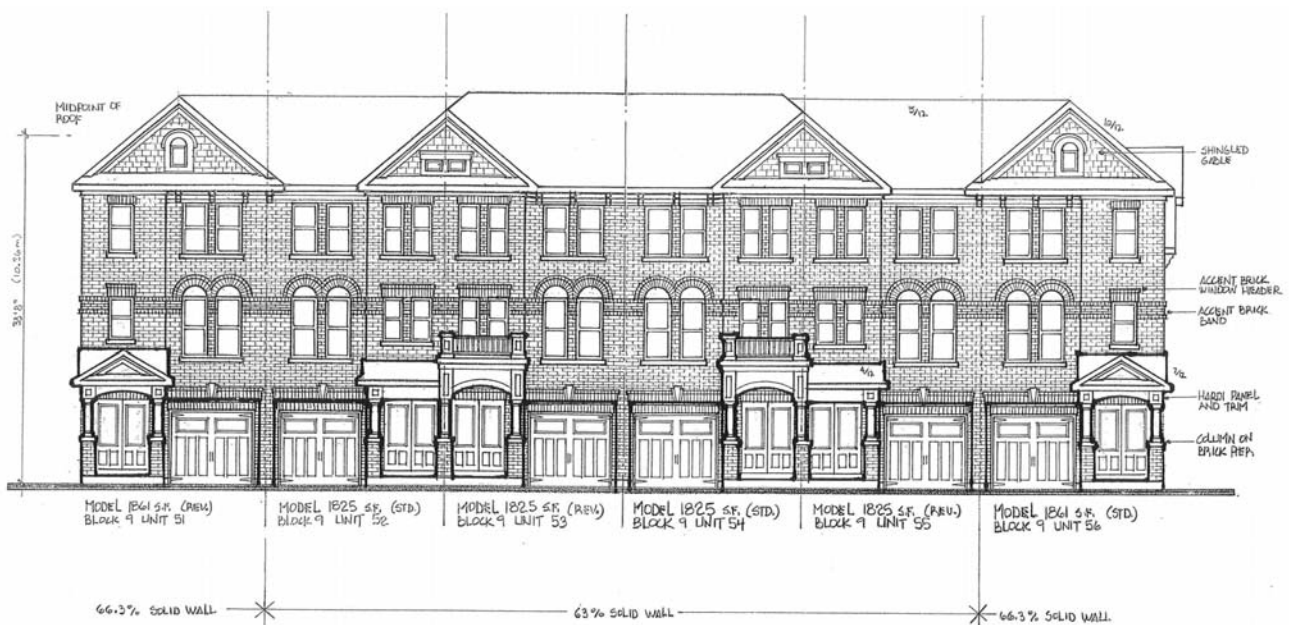 MIDPOINT OF
ROOF
33'8" (10.26m)
5/12
10/12
SHINGLED
GABLE
ACCENT BRICK
WINDOW HEADER
ACCENT BRICK
BAND
4/12
7/12
HARDI PANEL
AND TRIM
COLUMN ON
BRICK PIER
MODEL 1861 S.F. (REV.)
BLOCK 9 UNIT 51
MODEL 1825 S.F. (STD.)
BLOCK 9 UNIT 52
MODEL 1825 S.F. (REV.)
BLOCK 9 UNIT 53
MODEL 1825 S.F. (STD.)
BLOCK 9 UNIT 54
MODEL 1825 S.F. (REV.)
BLOCK 9 UNIT 55
MODEL 1861 S.F. (STD.)
BLOCK 9 UNIT 56
66.3% SOLID WALL
63% SOLID WALL
66.3% SOLID WALL